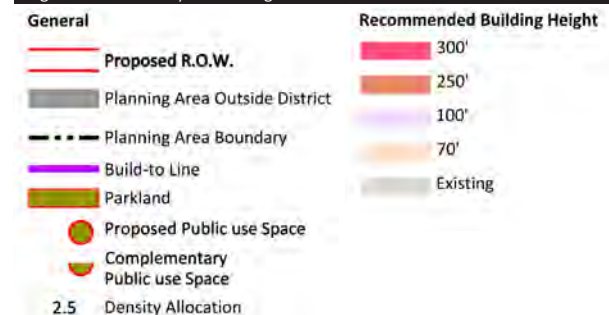 General
Proposed R.O.W.
Planning Area Outside District
Planning Area Boundary
Build-to Line
Parkland
Proposed Public use Space
Complementary
Public use Space
2.5 Density Allocation
Recommended Building Height
300'
250'
100'
70'
Existing